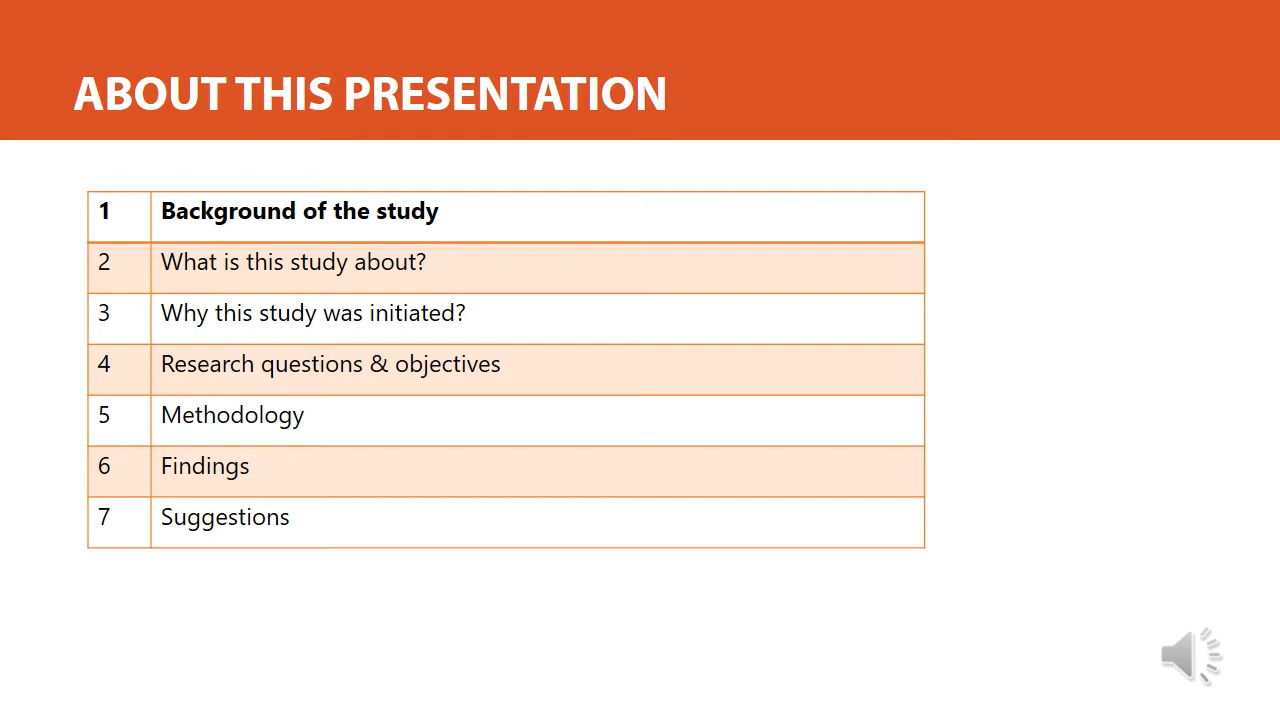 ABOUT THIS PRESENTATION
1 Background of the study
2 What is this study about?
3 Why this study was initiated?
4 Research questions & objectives
5 Methodology
6 Findings
7 Suggestions